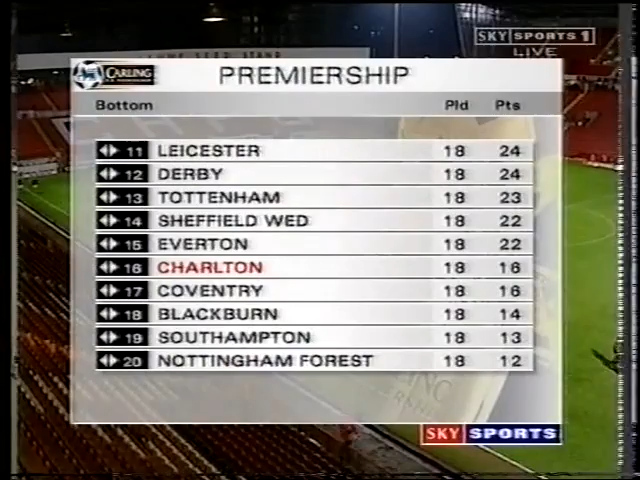 SKY SPORTS 1
LIVE
CARLING
PREMIERSHIP
Bottom Pld Pts
11 LEICESTER 18 24
12 DERBY 18 24
13 TOTTENHAM 18 23
14 SHEFFIELD WED 18 22
15 EVERTON 18 22
16 CHARLTON 18 16
17 COVENTRY 18 16
18 BLACKBURN 18 14
19 SOUTHAMPTON 18 13
20 NOTTINGHAM FOREST 18 12
SKY SPORTS